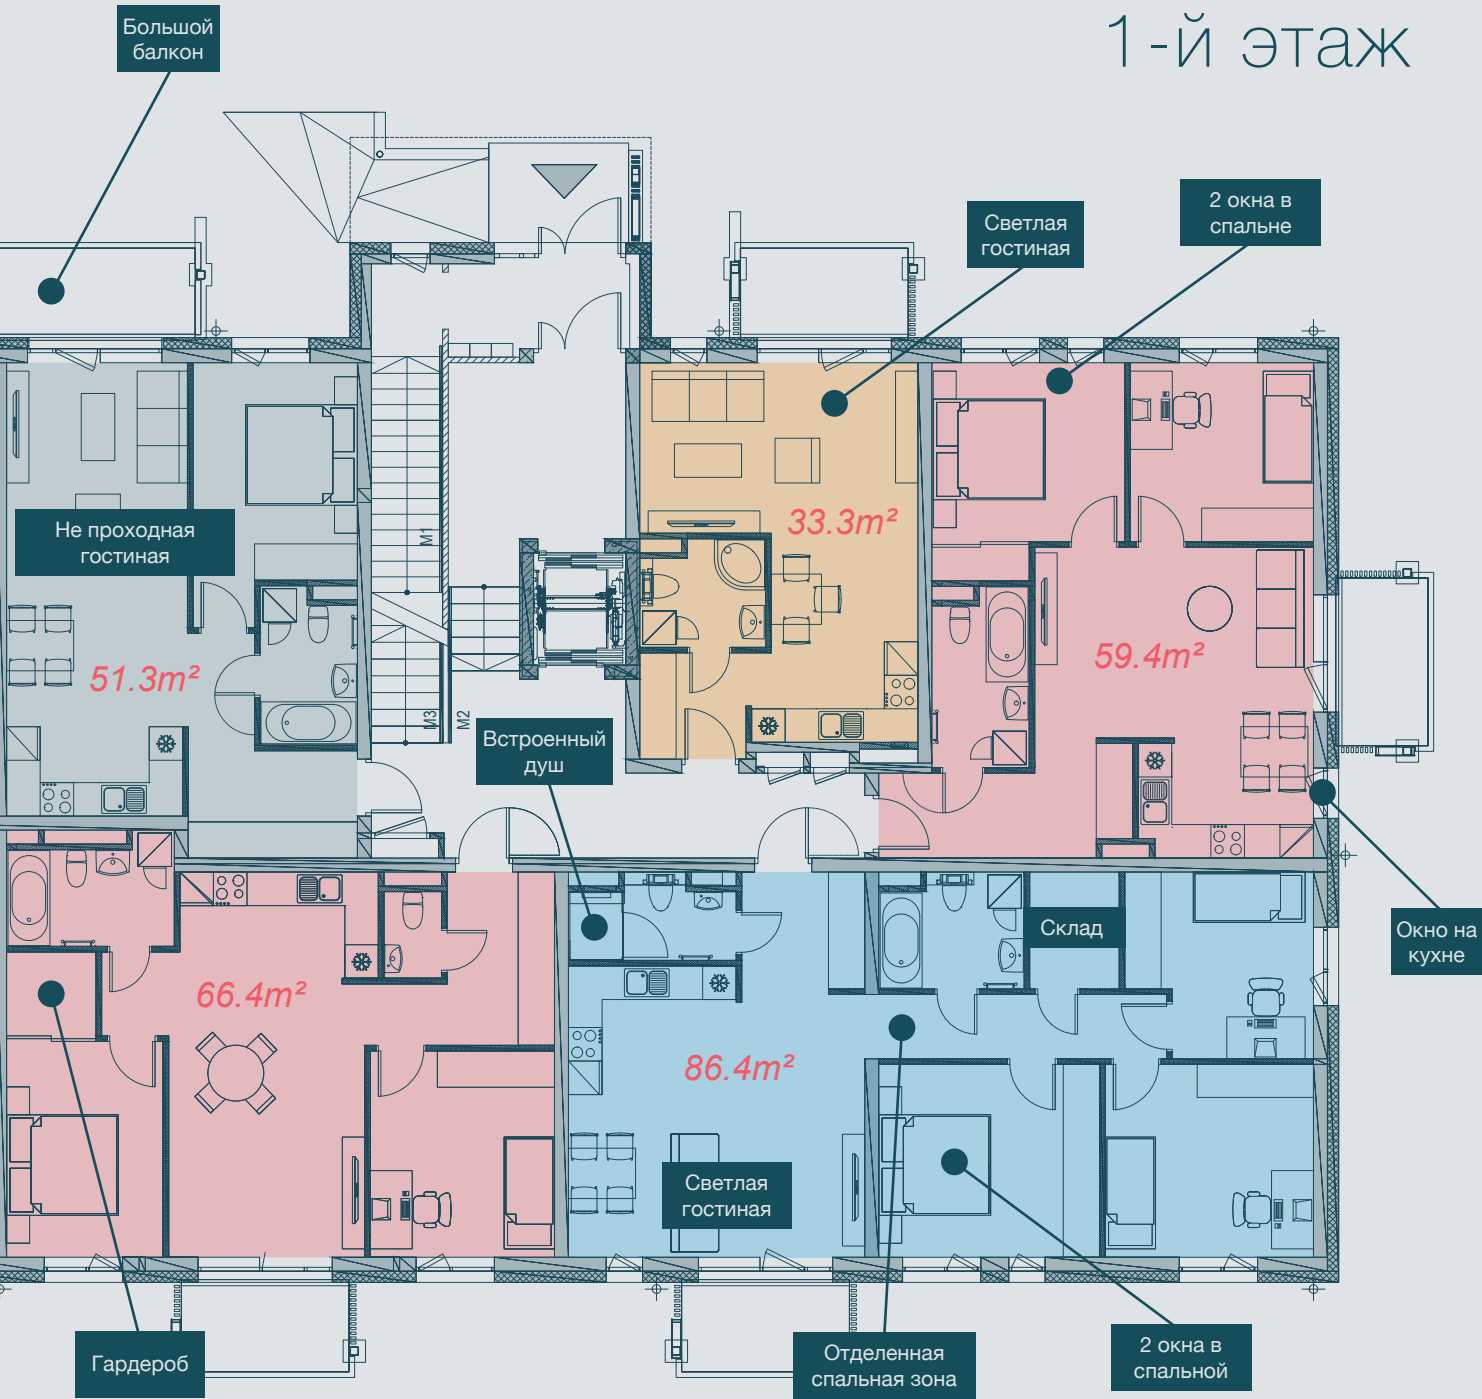 1-й этаж
Большой
балкон
2 окна в
спальне
Светлая
гостиная
33.3m²
Не проходная
гостиная
M1
51.3m²
59.4m²
M3
M2
Встроенный
душ
Окно на
кухне
Склад
66.4m²
86.4m²
Светлая
гостиная
Гардероб
Отделенная
спальная зона
2 окна в
спальной